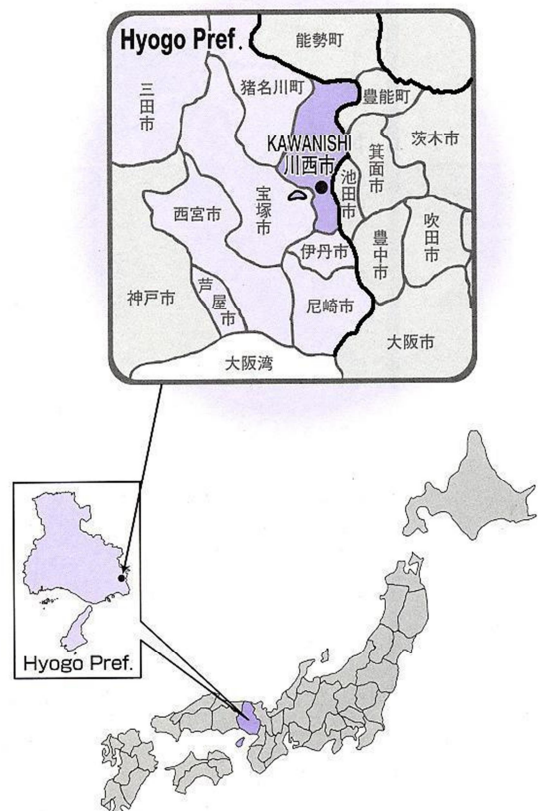 Hyogo Pref.
能勢町
猪名川町
豊能町
三田市
茨木市
KAWANISHI
川西市
箕面市
池田市
宝塚市
西宮市
吹田市
豊中市
伊丹市
芦屋市
神戸市
尼崎市
大阪市
大阪湾
Hyogo Pref.